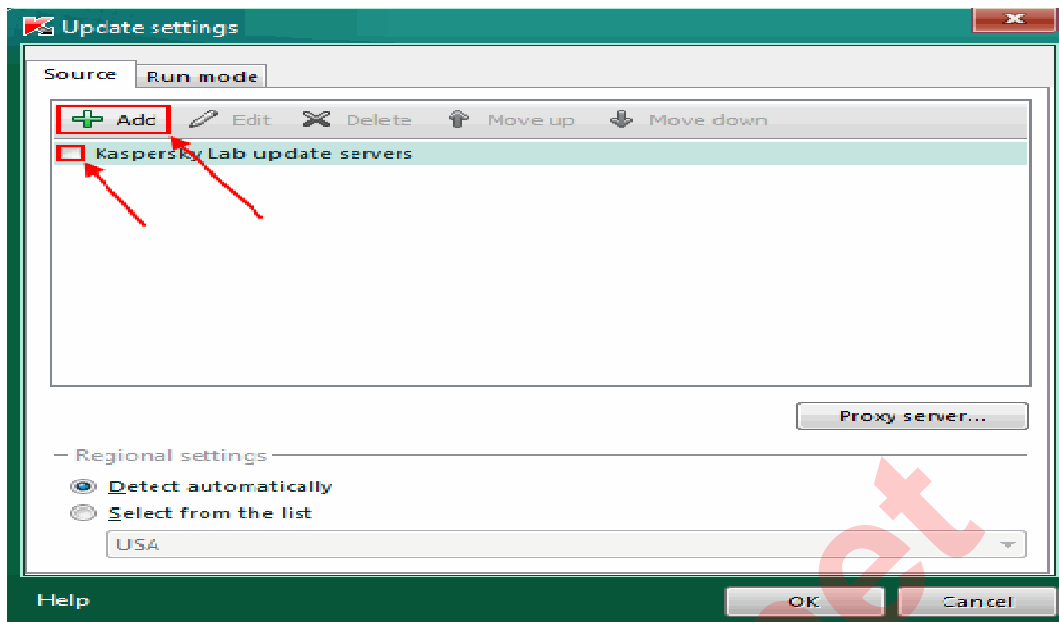 Update settings
Source Run mode
Add Edit Delete Move up Move down
Kaspersky Lab update servers
Proxy server...
Regional settings
Detect automatically
Select from the list
USA
Help OK Cancel